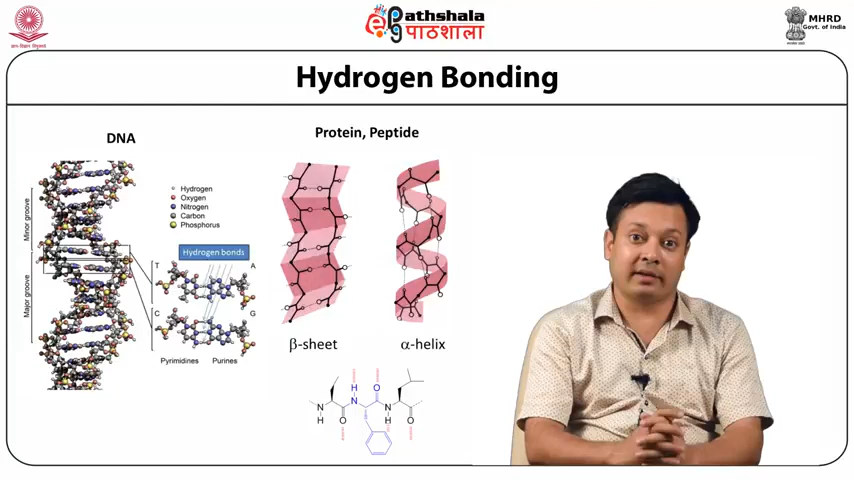 ePathshala
पाठशाला
MHRD
Govt. of India
Hydrogen Bonding
DNA
Protein, Peptide
Minor groove
Major groove
Hydrogen
Oxygen
Nitrogen
Carbon
Phosphorus
Hydrogen bonds
T A
C G
Pyrimidines Purines
β-sheet
α-helix
H O
N
N N
H O H O